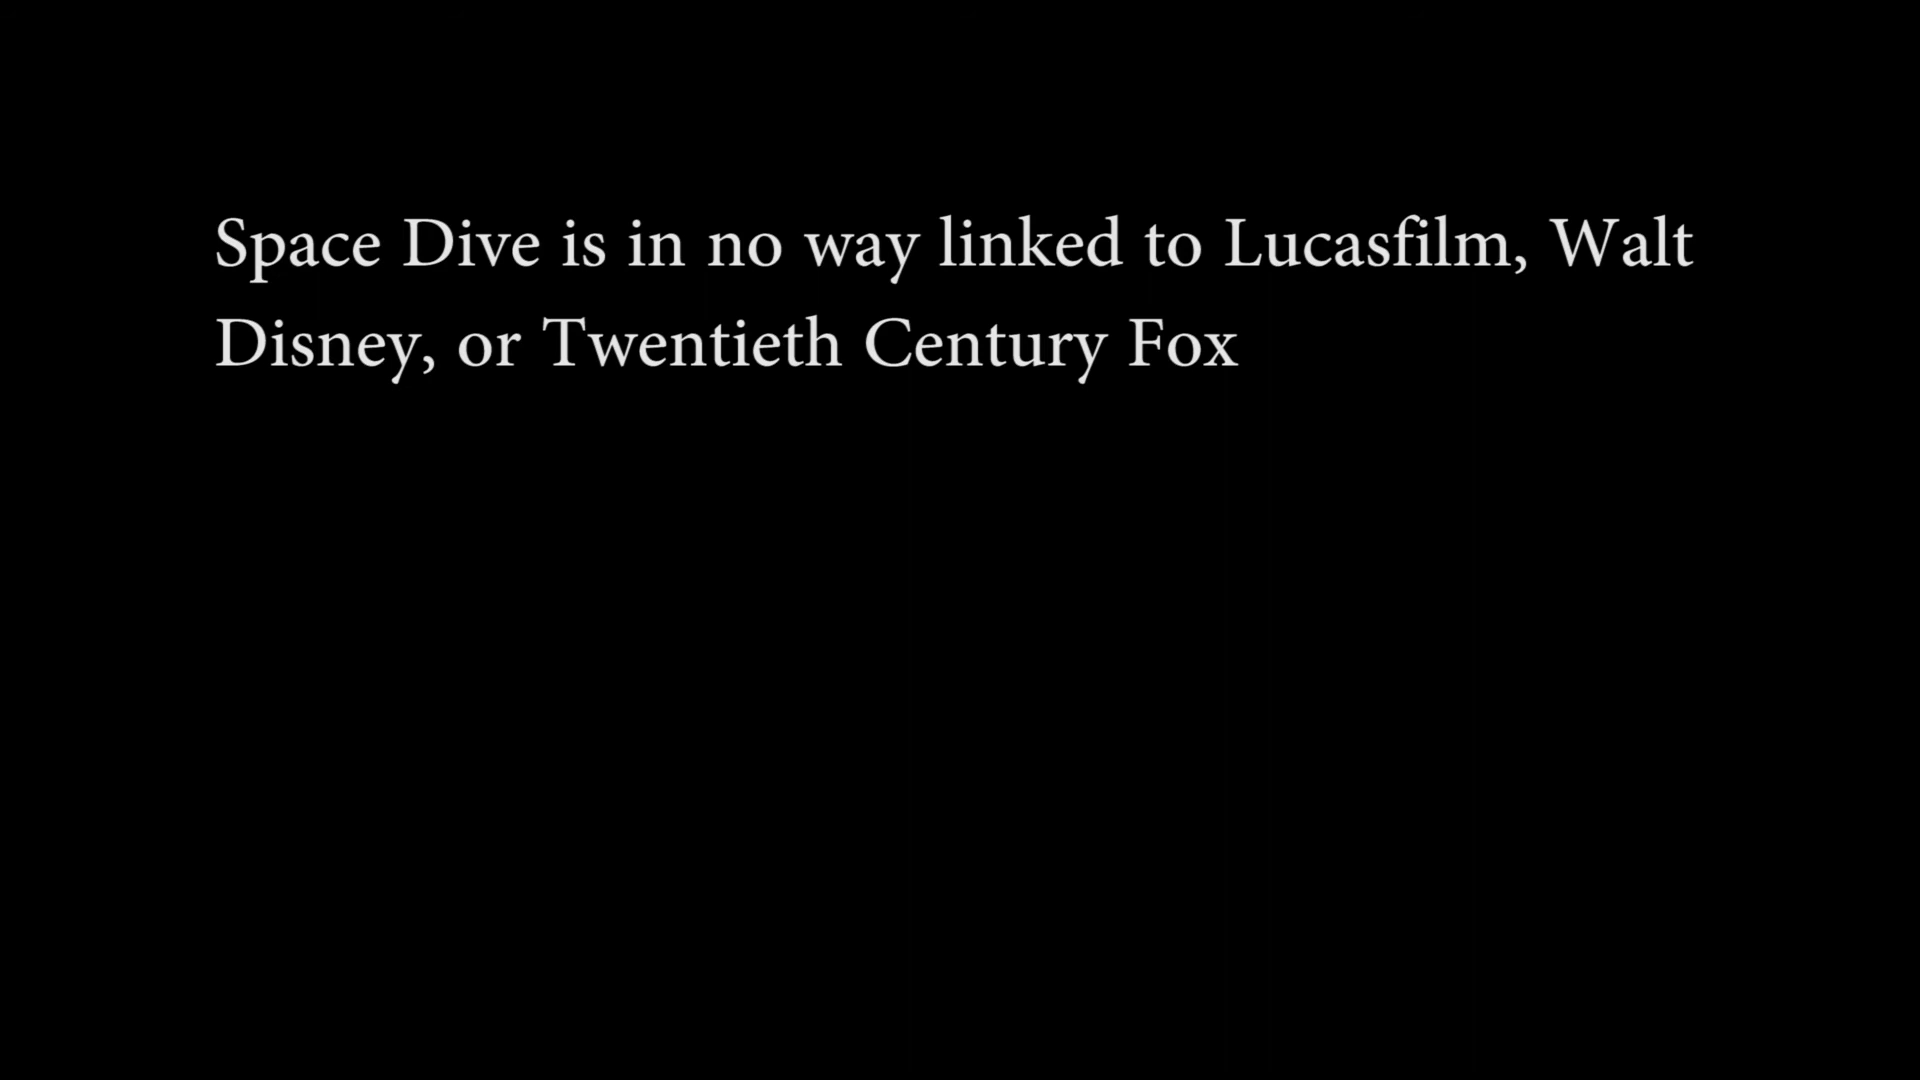 Space Dive is in no way linked to Lucasfilm, Walt
Disney, or Twentieth Century Fox